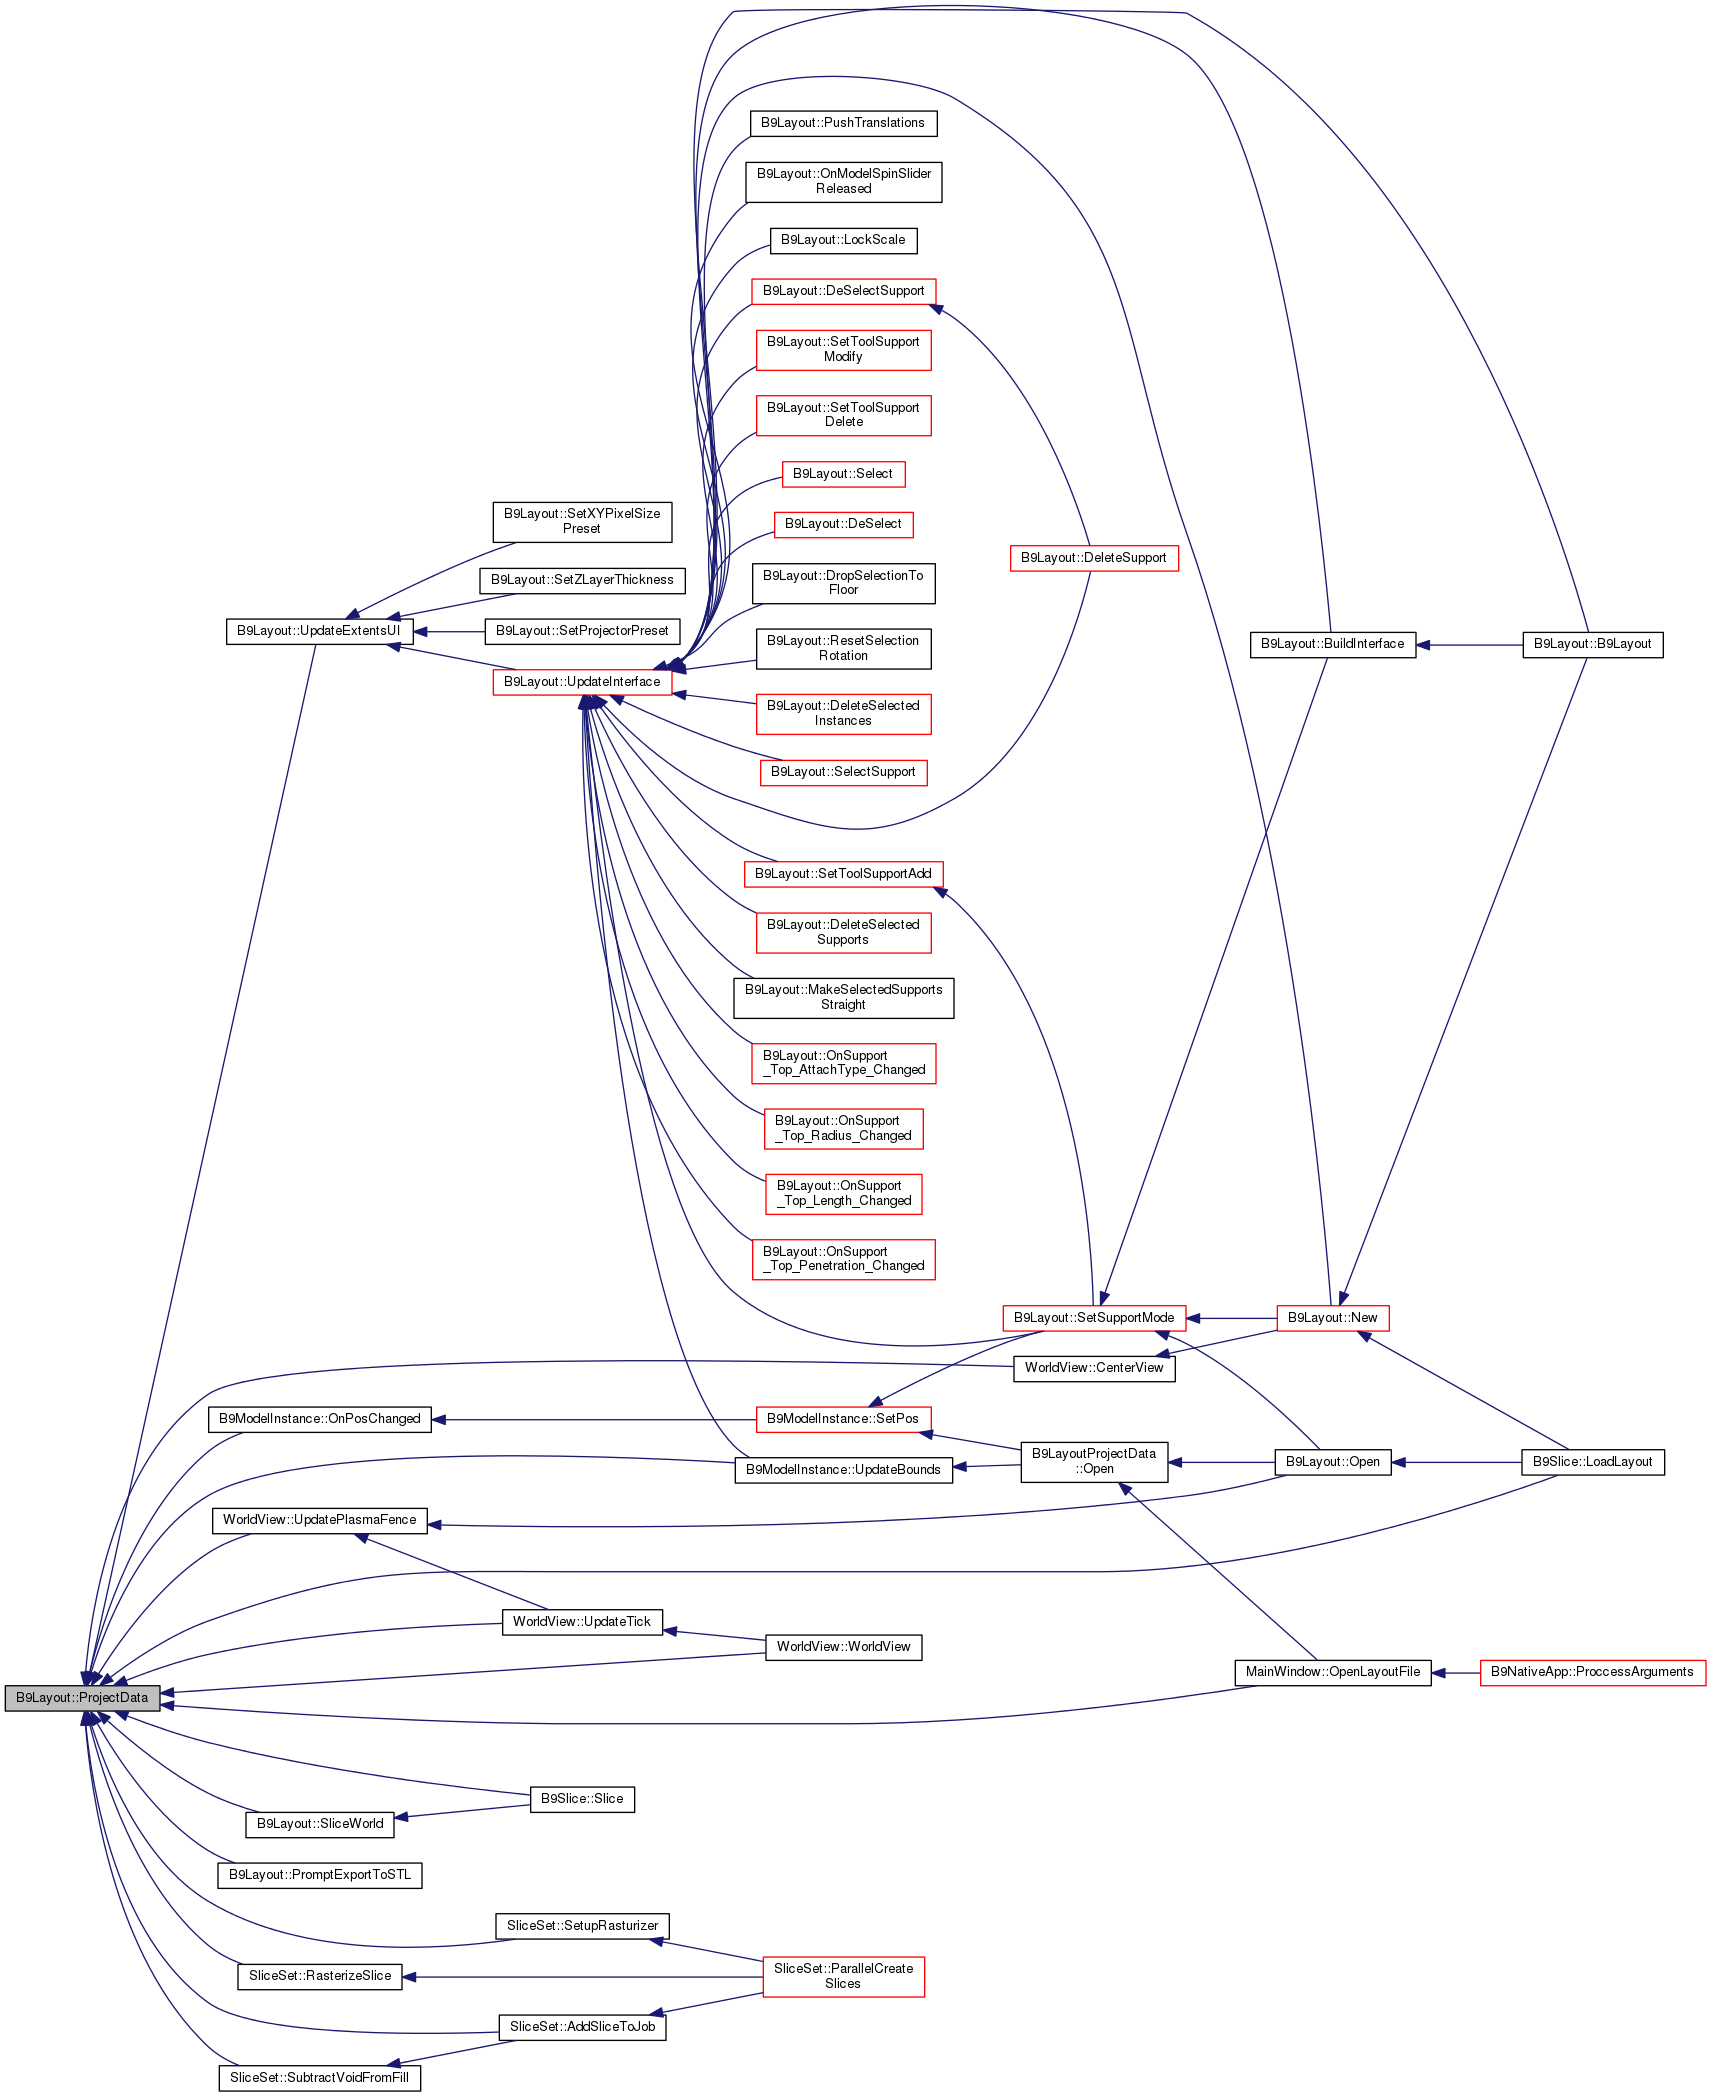 B9Layout::PushTranslations
B9Layout::OnModelSpinSlider
Released
B9Layout::LockScale
B9Layout::DeSelectSupport
B9Layout::SetToolSupport
Modify
B9Layout::SetToolSupport
Delete
B9Layout::Select
B9Layout::DeSelect
B9Layout::SetXYPixelSize
Preset
B9Layout::DeleteSupport
B9Layout::SetZLayerThickness
B9Layout::DropSelectionTo
Floor
B9Layout::UpdateExtentsUI
B9Layout::SetProjectorPreset
B9Layout::ResetSelection
Rotation
B9Layout::BuildInterface
B9Layout::B9Layout
B9Layout::UpdateInterface
B9Layout::DeleteSelected
Instances
B9Layout::SelectSupport
B9Layout::SetToolSupportAdd
B9Layout::DeleteSelected
Supports
B9Layout::MakeSelectedSupports
Straight
B9Layout::OnSupport
_Top_AttachType_Changed
B9Layout::OnSupport
_Top_Radius_Changed
B9Layout::OnSupport
_Top_Length_Changed
B9Layout::OnSupport
_Top_Penetration_Changed
B9Layout::SetSupportMode
B9Layout::New
WorldView::CenterView
B9ModelInstance::OnPosChanged
B9ModelInstance::SetPos
B9LayoutProjectData
::Open
B9ModelInstance::UpdateBounds
B9Layout::Open
B9Slice::LoadLayout
WorldView::UpdatePlasmaFence
WorldView::UpdateTick
WorldView::WorldView
MainWindow::OpenLayoutFile
B9NativeApp::ProccessArguments
B9Layout::ProjectData
B9Slice::Slice
B9Layout::SliceWorld
B9Layout::PromptExportToSTL
SliceSet::SetupRasturizer
SliceSet::RasterizeSlice
SliceSet::ParallelCreate
Slices
SliceSet::AddSliceToJob
SliceSet::SubtractVoidFromFill